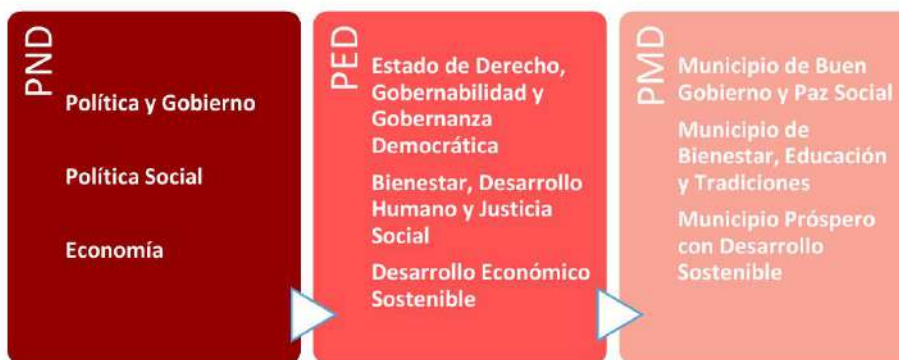 PND
Política y Gobierno
Política Social
Economía
PED
Estado de Derecho,
Gobernabilidad y
Gobernanza
Democrática
Bienestar, Desarrollo
Humano y Justicia
Social
Desarrollo Económico
Sostenible
PMD
Municipio de Buen
Gobierno y Paz Social
Municipio de
Bienestar, Educación
y Tradiciones
Municipio Próspero
con Desarrollo
Sostenible